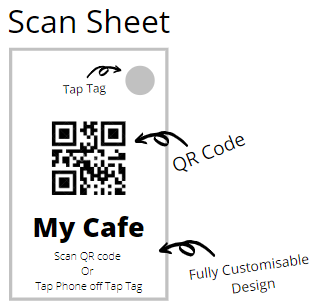 Scan Sheet
Tap Tag
QR Code
My Cafe
Scan QR code
Or
Tap Phone off Tap Tag
Fully Customisable
Design